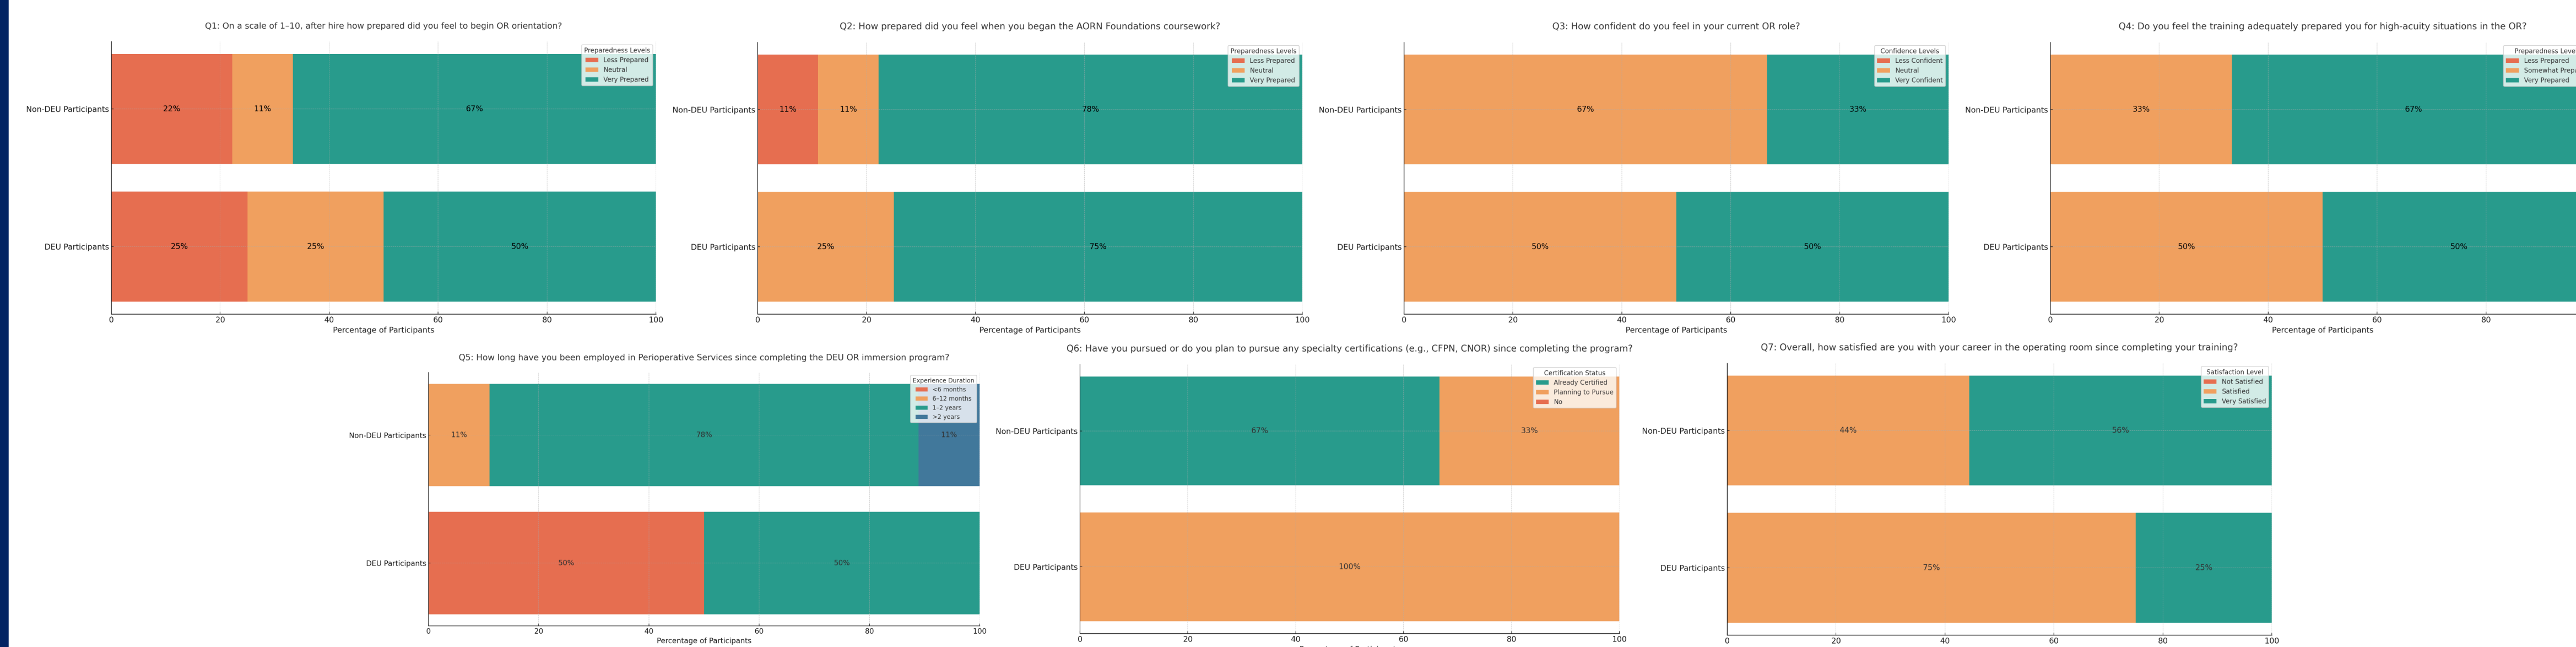 Q1: On a scale of 1–10, after hire how prepared did you feel to begin OR orientation?
Preparedness Levels
Less Prepared
Neutral
Very Prepared
Non-DEU Participants
22%
11%
67%
DEU Participants
25%
25%
50%
0 20 40 60 80 100
Percentage of Participants
Q2: How prepared did you feel when you began the AORN Foundations coursework?
Preparedness Levels
Less Prepared
Neutral
Very Prepared
Non-DEU Participants
11%
11%
78%
DEU Participants
25%
75%
0 20 40 60 80 100
Percentage of Participants
Q3: How confident do you feel in your current OR role?
Confidence Levels
Less Confident
Neutral
Very Confident
Non-DEU Participants
67%
33%
DEU Participants
50%
50%
0 20 40 60 80 100
Percentage of Participants
Q4: Do you feel the training adequately prepared you for high-acuity situations in the OR?
Preparedness Leve
Less Prepared
Somewhat Prepa
Very Prepared
Non-DEU Participants
33%
67%
DEU Participants
50%
50%
0 20 40 60 80
Percentage of Participants
Q5: How long have you been employed in Perioperative Services since completing the DEU OR immersion program?
Experience Duration
<6 months
6–12 months
1–2 years
>2 years
Non-DEU Participants
11%
78%
11%
DEU Participants
50%
50%
0 20 40 60 80 100
Percentage of Participants
Q6: Have you pursued or do you plan to pursue any specialty certifications (e.g., CFPN, CNOR) since completing the program?
Certification Status
Already Certified
Planning to Pursue
No
Non-DEU Participants
67%
33%
DEU Participants
100%
0 20 40 60 80 100
Q7: Overall, how satisfied are you with your career in the operating room since completing your training?
Satisfaction Level
Not Satisfied
Satisfied
Very Satisfied
Non-DEU Participants
44%
56%
DEU Participants
75%
25%
0 20 40 60 80 100